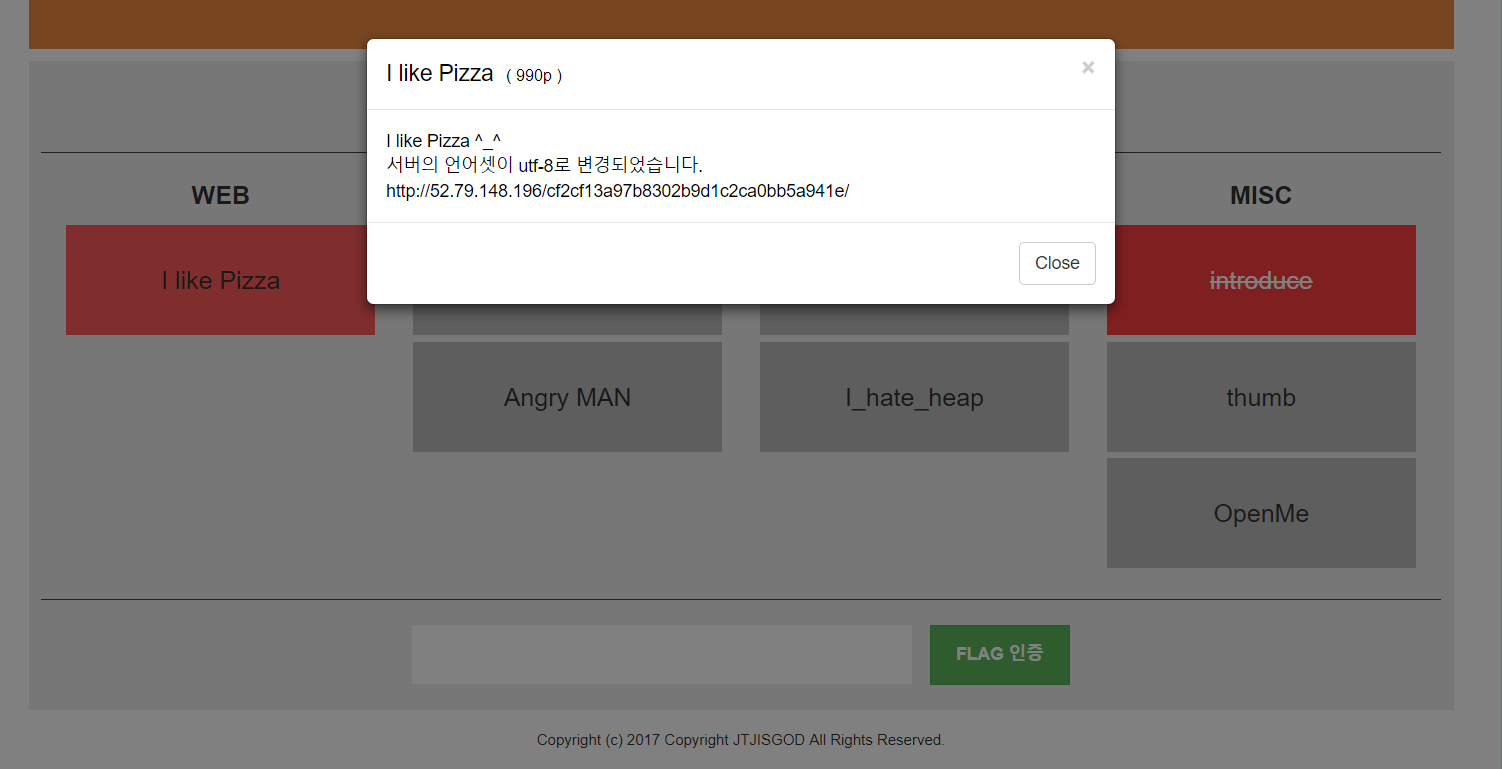 I like Pizza ( 990p )
×
I like Pizza ^_^
서버의 언어셋이 utf-8로 변경되었습니다.
http://52.79.148.196/cf2cf13a97b8302b9d1c2ca0bb5a941e/
Close
WEB
MISC
I like Pizza
introduce
Angry MAN
I_hate_heap
thumb
OpenMe
FLAG 인증
Copyright (c) 2017 Copyright JTJISGOD All Rights Reserved.